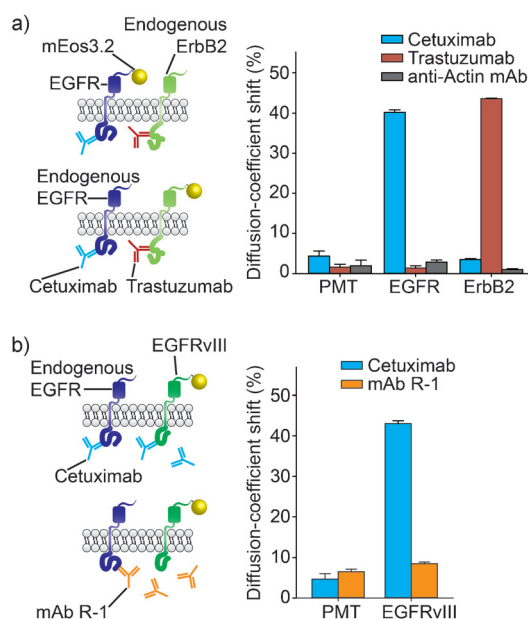 a)
Endogenous
mEos3.2
ErbB2
EGFR
Endogenous
EGFR
Cetuximab
Trastuzumab
Diffusion-coefficient shift (%)
50
40
30
20
10
0
Cetuximab
Trastuzumab
anti-Actin mAb
PMT
EGFR
ErbB2
b)
EGFRvIII
Endogenous
EGFR
Cetuximab
mAb R-1
Diffusion-coefficient shift (%)
50
40
30
20
10
0
Cetuximab
mAb R-1
PMT
EGFRvIII